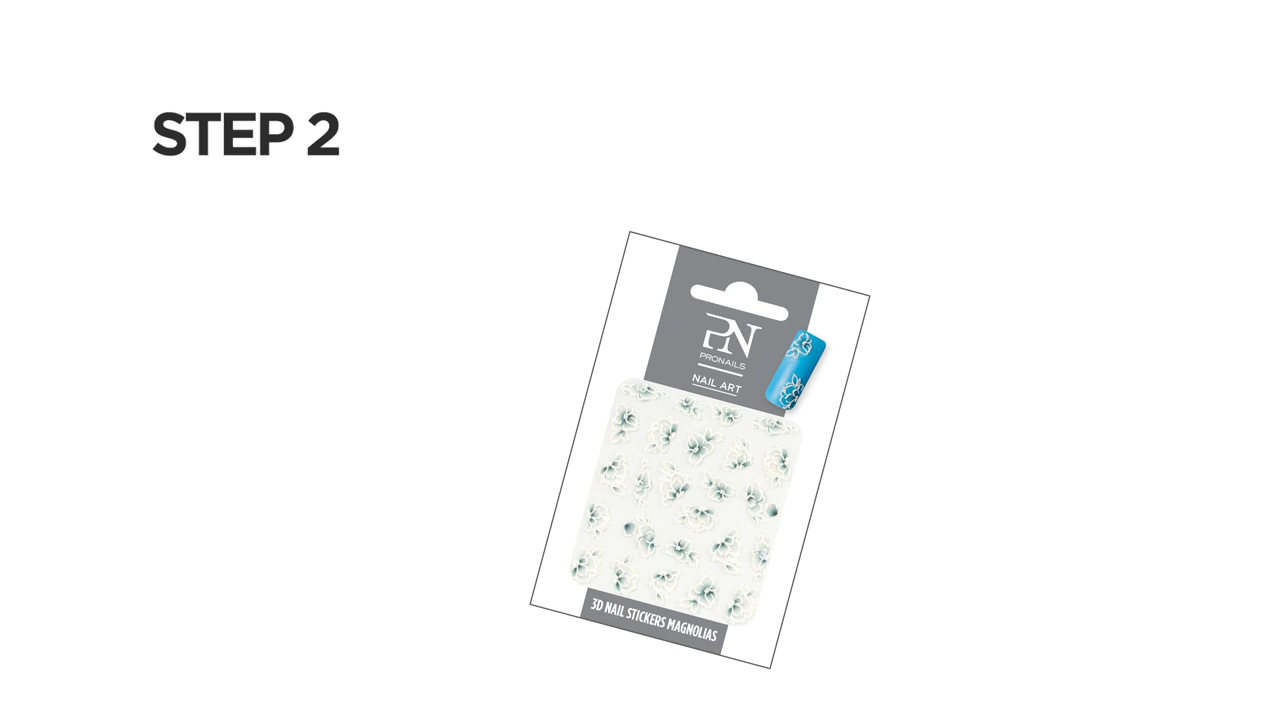 STEP 2
PN
PRONAILS
NAIL ART
3D NAIL STICKERS MAGNOLIAS